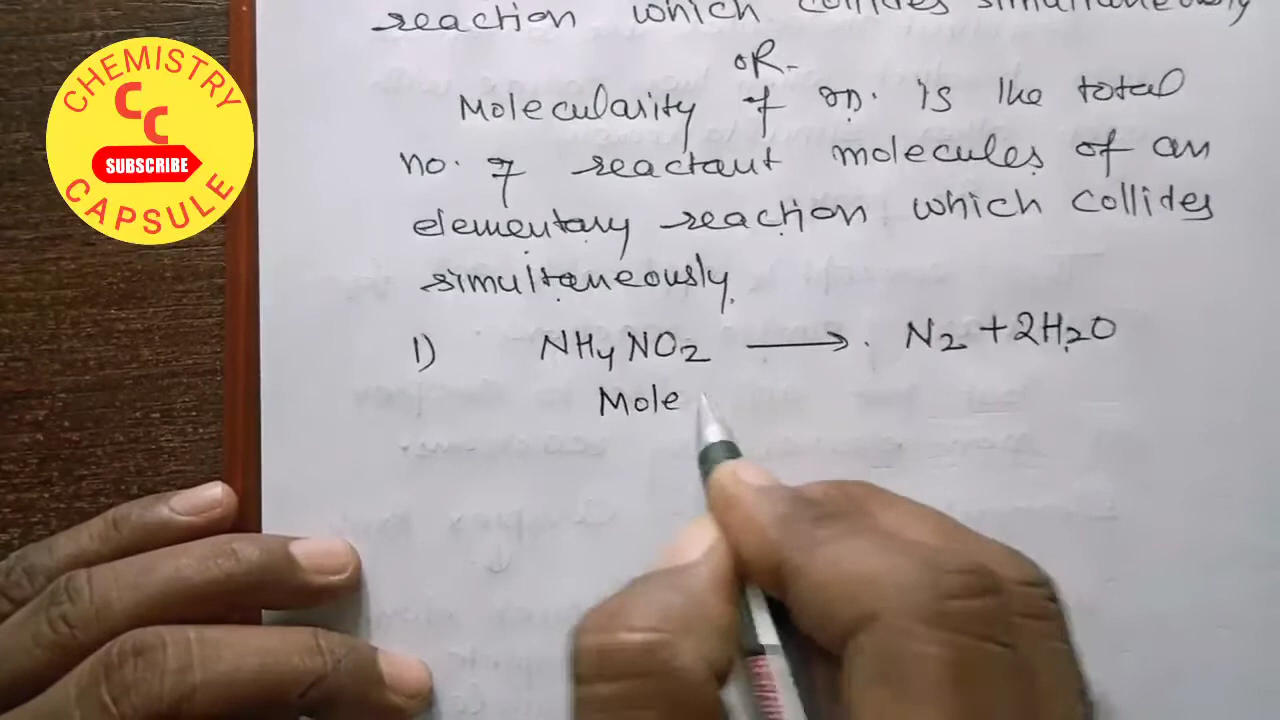 CHEMISTRY
CC
SUBSCRIBE
CAPSULE
reaction which collides simultaneously
OR
Molecularity of rxn. is the total
no. of reactant molecules of an
elementary reaction which collides
simultaneously.
1) NH4NO2 → N2 + 2H2O
Mole